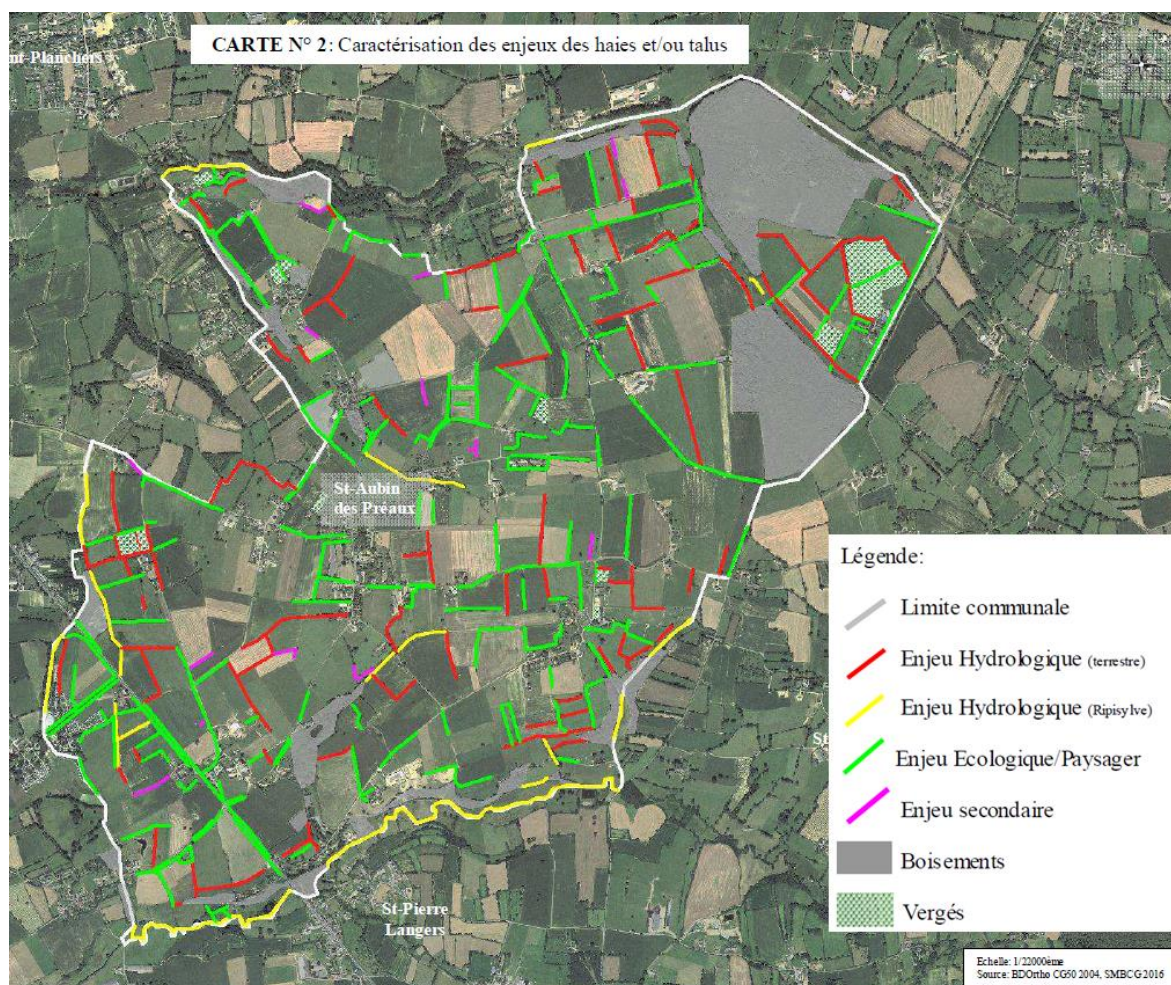 CARTE N° 2: Caractérisation des enjeux des haies et/ou talus
nt-Planchers
St-Aubin
des Préaux
St
St-Pierre
Langers
Légende:
Limite communale
Enjeu Hydrologique (terrestre)
Enjeu Hydrologique (Ripisylve)
Enjeu Ecologique/Paysager
Enjeu secondaire
Boisements
Vergés
Echelle: 1/22000ème
Source: BDOrtho CG50 2004, SMBCG 2016